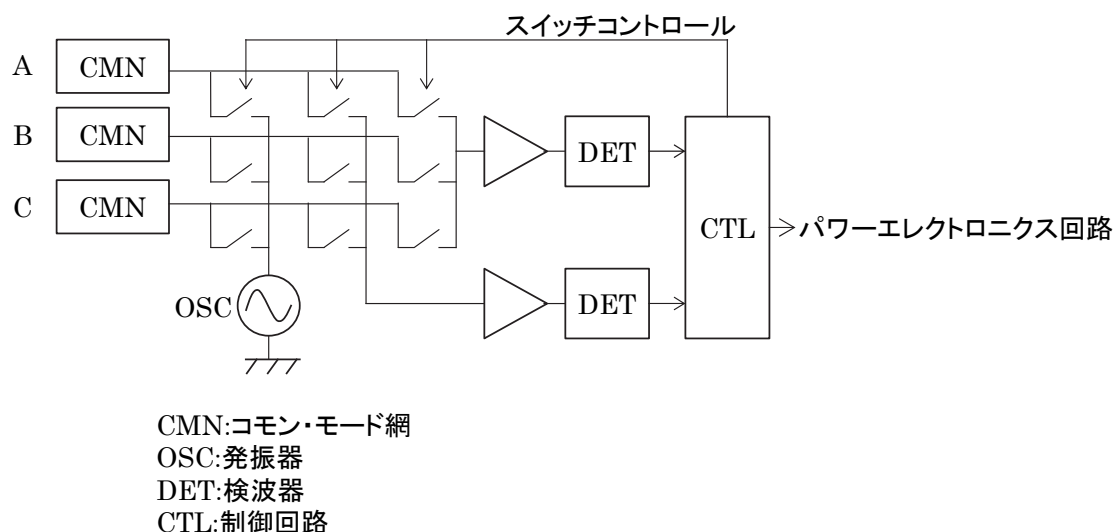 スイッチコントロール
A CMN
B CMN
C CMN
DET
CTL
パワーエレクトロニクス回路
OSC
DET
CMN:コモン・モード網
OSC:発振器
DET:検波器
CTL:制御回路